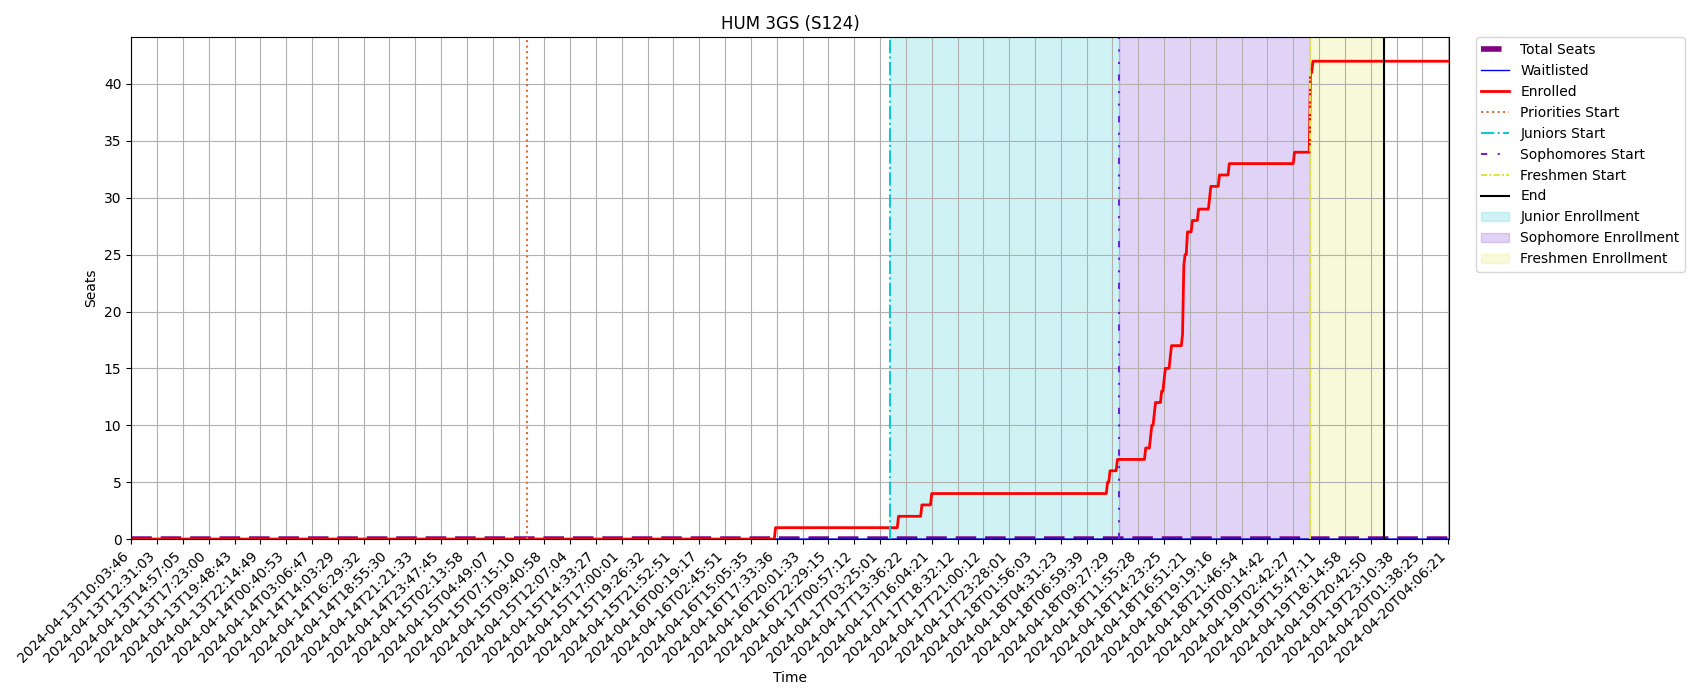 HUM 3GS (S124)
Seats
40
35
30
25
20
15
10
5
0
2024-04-13T10:03:46
2024-04-13T12:31:03
2024-04-13T14:57:05
2024-04-13T17:23:00
2024-04-13T19:48:43
2024-04-13T22:14:49
2024-04-14T00:40:53
2024-04-14T03:06:47
2024-04-14T14:03:29
2024-04-14T16:29:32
2024-04-14T18:55:30
2024-04-14T21:21:33
2024-04-14T23:47:45
2024-04-15T02:13:58
2024-04-15T04:49:07
2024-04-15T07:15:10
2024-04-15T09:40:58
2024-04-15T12:07:04
2024-04-15T14:33:27
2024-04-15T17:00:01
2024-04-15T19:26:32
2024-04-15T21:52:51
2024-04-16T00:19:17
2024-04-16T02:45:51
2024-04-16T15:05:35
2024-04-16T17:33:36
2024-04-16T20:01:33
2024-04-16T22:29:15
2024-04-17T00:57:12
2024-04-17T03:25:01
2024-04-17T13:36:22
2024-04-17T16:04:21
2024-04-17T18:32:12
2024-04-17T21:00:12
2024-04-17T23:28:01
2024-04-18T01:56:03
2024-04-18T04:31:23
2024-04-18T06:59:39
2024-04-18T09:27:29
2024-04-18T11:55:28
2024-04-18T14:23:25
2024-04-18T16:51:21
2024-04-18T19:19:16
2024-04-18T21:46:54
2024-04-19T00:14:42
2024-04-19T02:42:27
2024-04-19T15:47:11
2024-04-19T18:14:58
2024-04-19T20:42:50
2024-04-19T23:10:38
2024-04-20T01:38:25
2024-04-20T04:06:21
Time
Total Seats
Waitlisted
Enrolled
Priorities Start
Juniors Start
Sophomores Start
Freshmen Start
End
Junior Enrollment
Sophomore Enrollment
Freshmen Enrollment